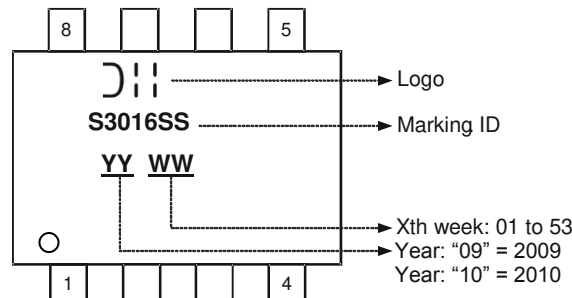 8 5
Logo
S3016SS Marking ID
YY WW
Xth week: 01 to 53
Year: “09” = 2009
Year: “10” = 2010
1 4